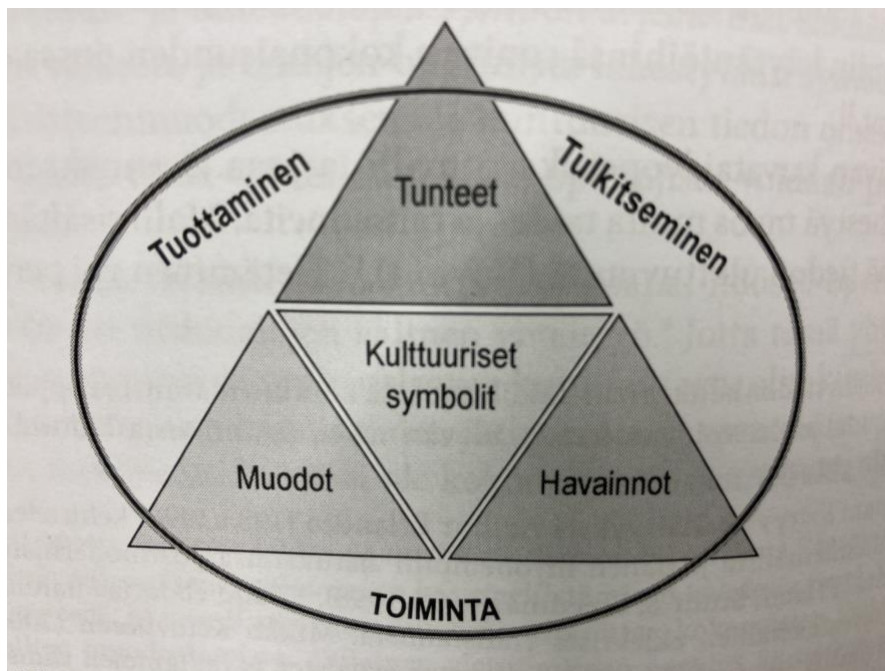 Tuottaminen
Tulkitseminen
Tunteet
Kulttuuriset
symbolit
Muodot
Havainnot
TOIMINTA